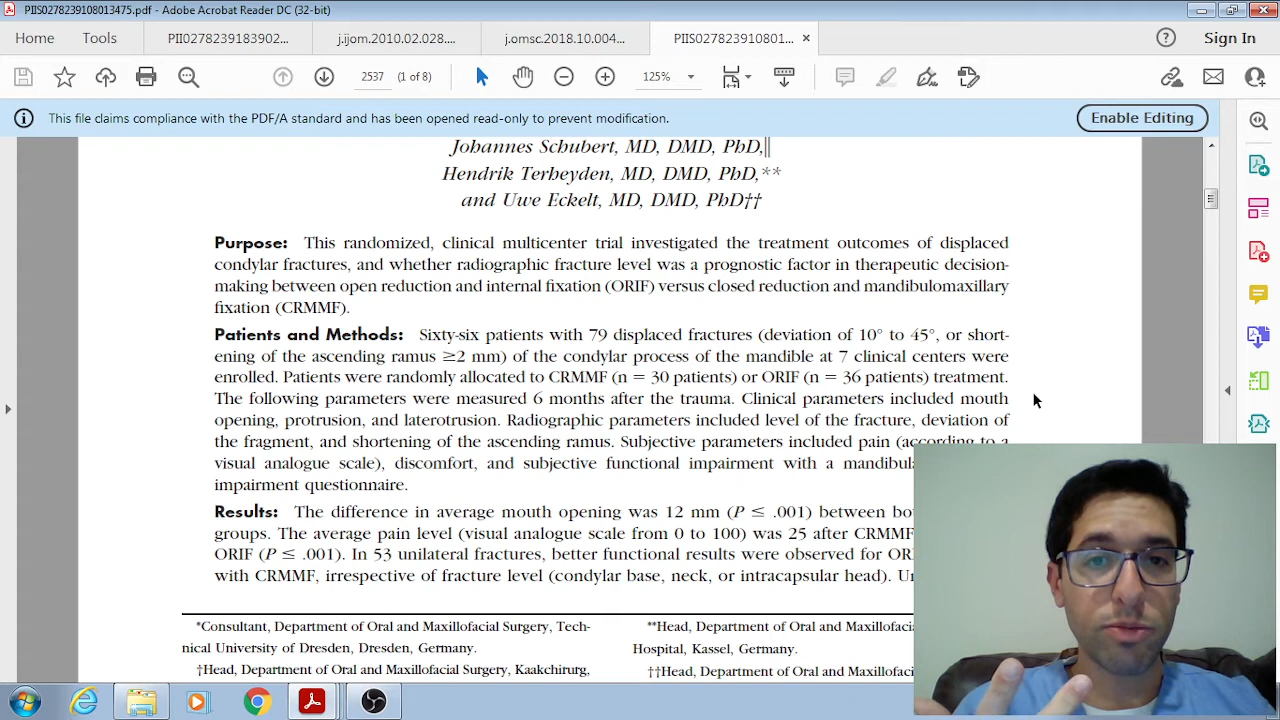 PIIS0278239108013475.pdf - Adobe Acrobat Reader DC (32-bit)
Home
Tools
PII0278239183902...
j.ijom.2010.02.028....
j.omsc.2018.10.004...
PIIS02782391080​1...
Sign In
2537
(1 of 8)
125%
This file claims compliance with the PDF/A standard and has been opened read-only to prevent modification.
Enable Editing
Johannes Schubert, MD, DMD, PhD,||
Hendrik Terheyden, MD, DMD, PhD,**
and Uwe Eckelt, MD, DMD, PhD††
Purpose: This randomized, clinical multicenter trial investigated the treatment outcomes of displaced
condylar fractures, and whether radiographic fracture level was a prognostic factor in therapeutic decision-
making between open reduction and internal fixation (ORIF) versus closed reduction and mandibulomaxillary
fixation (CRMMF).
Patients and Methods: Sixty-six patients with 79 displaced fractures (deviation of 10° to 45°, or short-
ening of the ascending ramus ≥2 mm) of the condylar process of the mandible at 7 clinical centers were
enrolled. Patients were randomly allocated to CRMMF (n = 30 patients) or ORIF (n = 36 patients) treatment.
The following parameters were measured 6 months after the trauma. Clinical parameters included mouth
opening, protrusion, and laterotrusion. Radiographic parameters included level of the fracture, deviation of
the fragment, and shortening of the ascending ramus. Subjective parameters included pain (according to a
visual analogue scale), discomfort, and subjective functional impairment with a
impairment questionnaire.
Results: The difference in average mouth opening was 12 mm (P ≤ .001) between
groups. The average pain level (visual analogue scale from 0 to 100) was 25 after CRMMF
ORIF (P ≤ .001). In 53 unilateral fractures, better functional results were observed for
with CRMMF, irrespective of fracture level (condylar base, neck, or intracapsular head).
*Consultant, Department of Oral and Maxillofacial Surgery, Tech-
nical University of Dresden, Dresden, Germany.
†Head, Department of Oral and Maxillofacial Surgery, Kaakchirurg,
**Head, Department of Oral and
Hospital, Kassel, Germany.
††Head, Department of Oral and